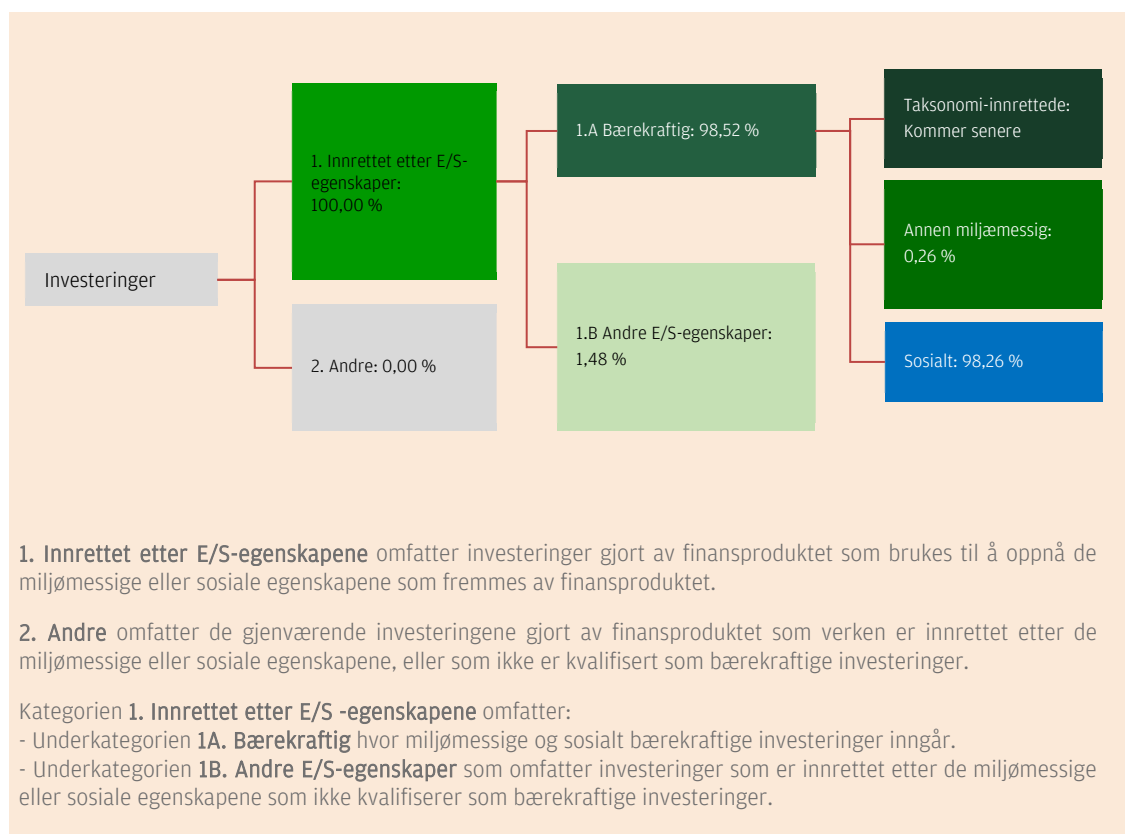 Investeringer
1. Innrettet etter E/S-
egenskaper:
100,00 %
2. Andre: 0,00 %
1.A Bærekraftig: 98,52 %
1.B Andre E/S-egenskaper:
1,48 %
Taksonomi-innrettede:
Kommer senere
Annen miljæmessig:
0,26 %
Sosialt: 98,26 %
1. Innrettet etter E/S-egenskapene omfatter investeringer gjort av finansproduktet som brukes til å oppnå de
miljømessige eller sosiale egenskapene som fremmes av finansproduktet.
2. Andre omfatter de gjenværende investeringene gjort av finansproduktet som verken er innrettet etter de
miljømessige eller sosiale egenskapene, eller som ikke er kvalifisert som bærekraftige investeringer.
Kategorien 1. Innrettet etter E/S -egenskapene omfatter:
- Underkategorien 1A. Bærekraftig hvor miljømessige og sosialt bærekraftige investeringer inngår.
- Underkategorien 1B. Andre E/S-egenskaper som omfatter investeringer som er innrettet etter de miljømessige
eller sosiale egenskapene som ikke kvalifiserer som bærekraftige investeringer.